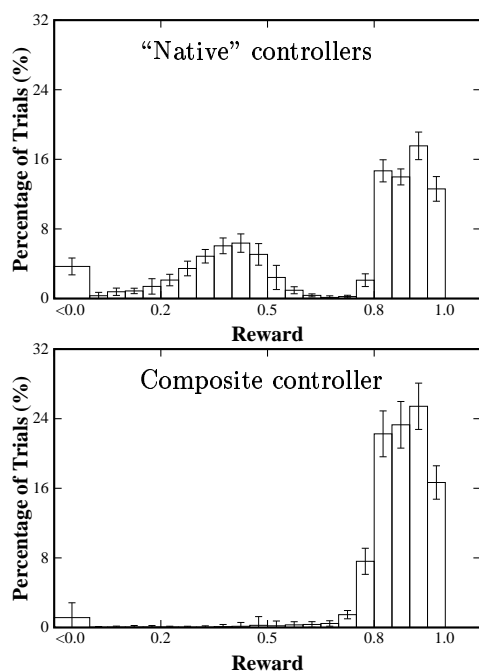 32
24
16
8
0
Percentage of Trials (%)
“Native” controllers
<0.0 0.2 0.5 0.8 1.0
Reward
32
24
16
8
0
Percentage of Trials (%)
Composite controller
<0.0 0.2 0.5 0.8 1.0
Reward